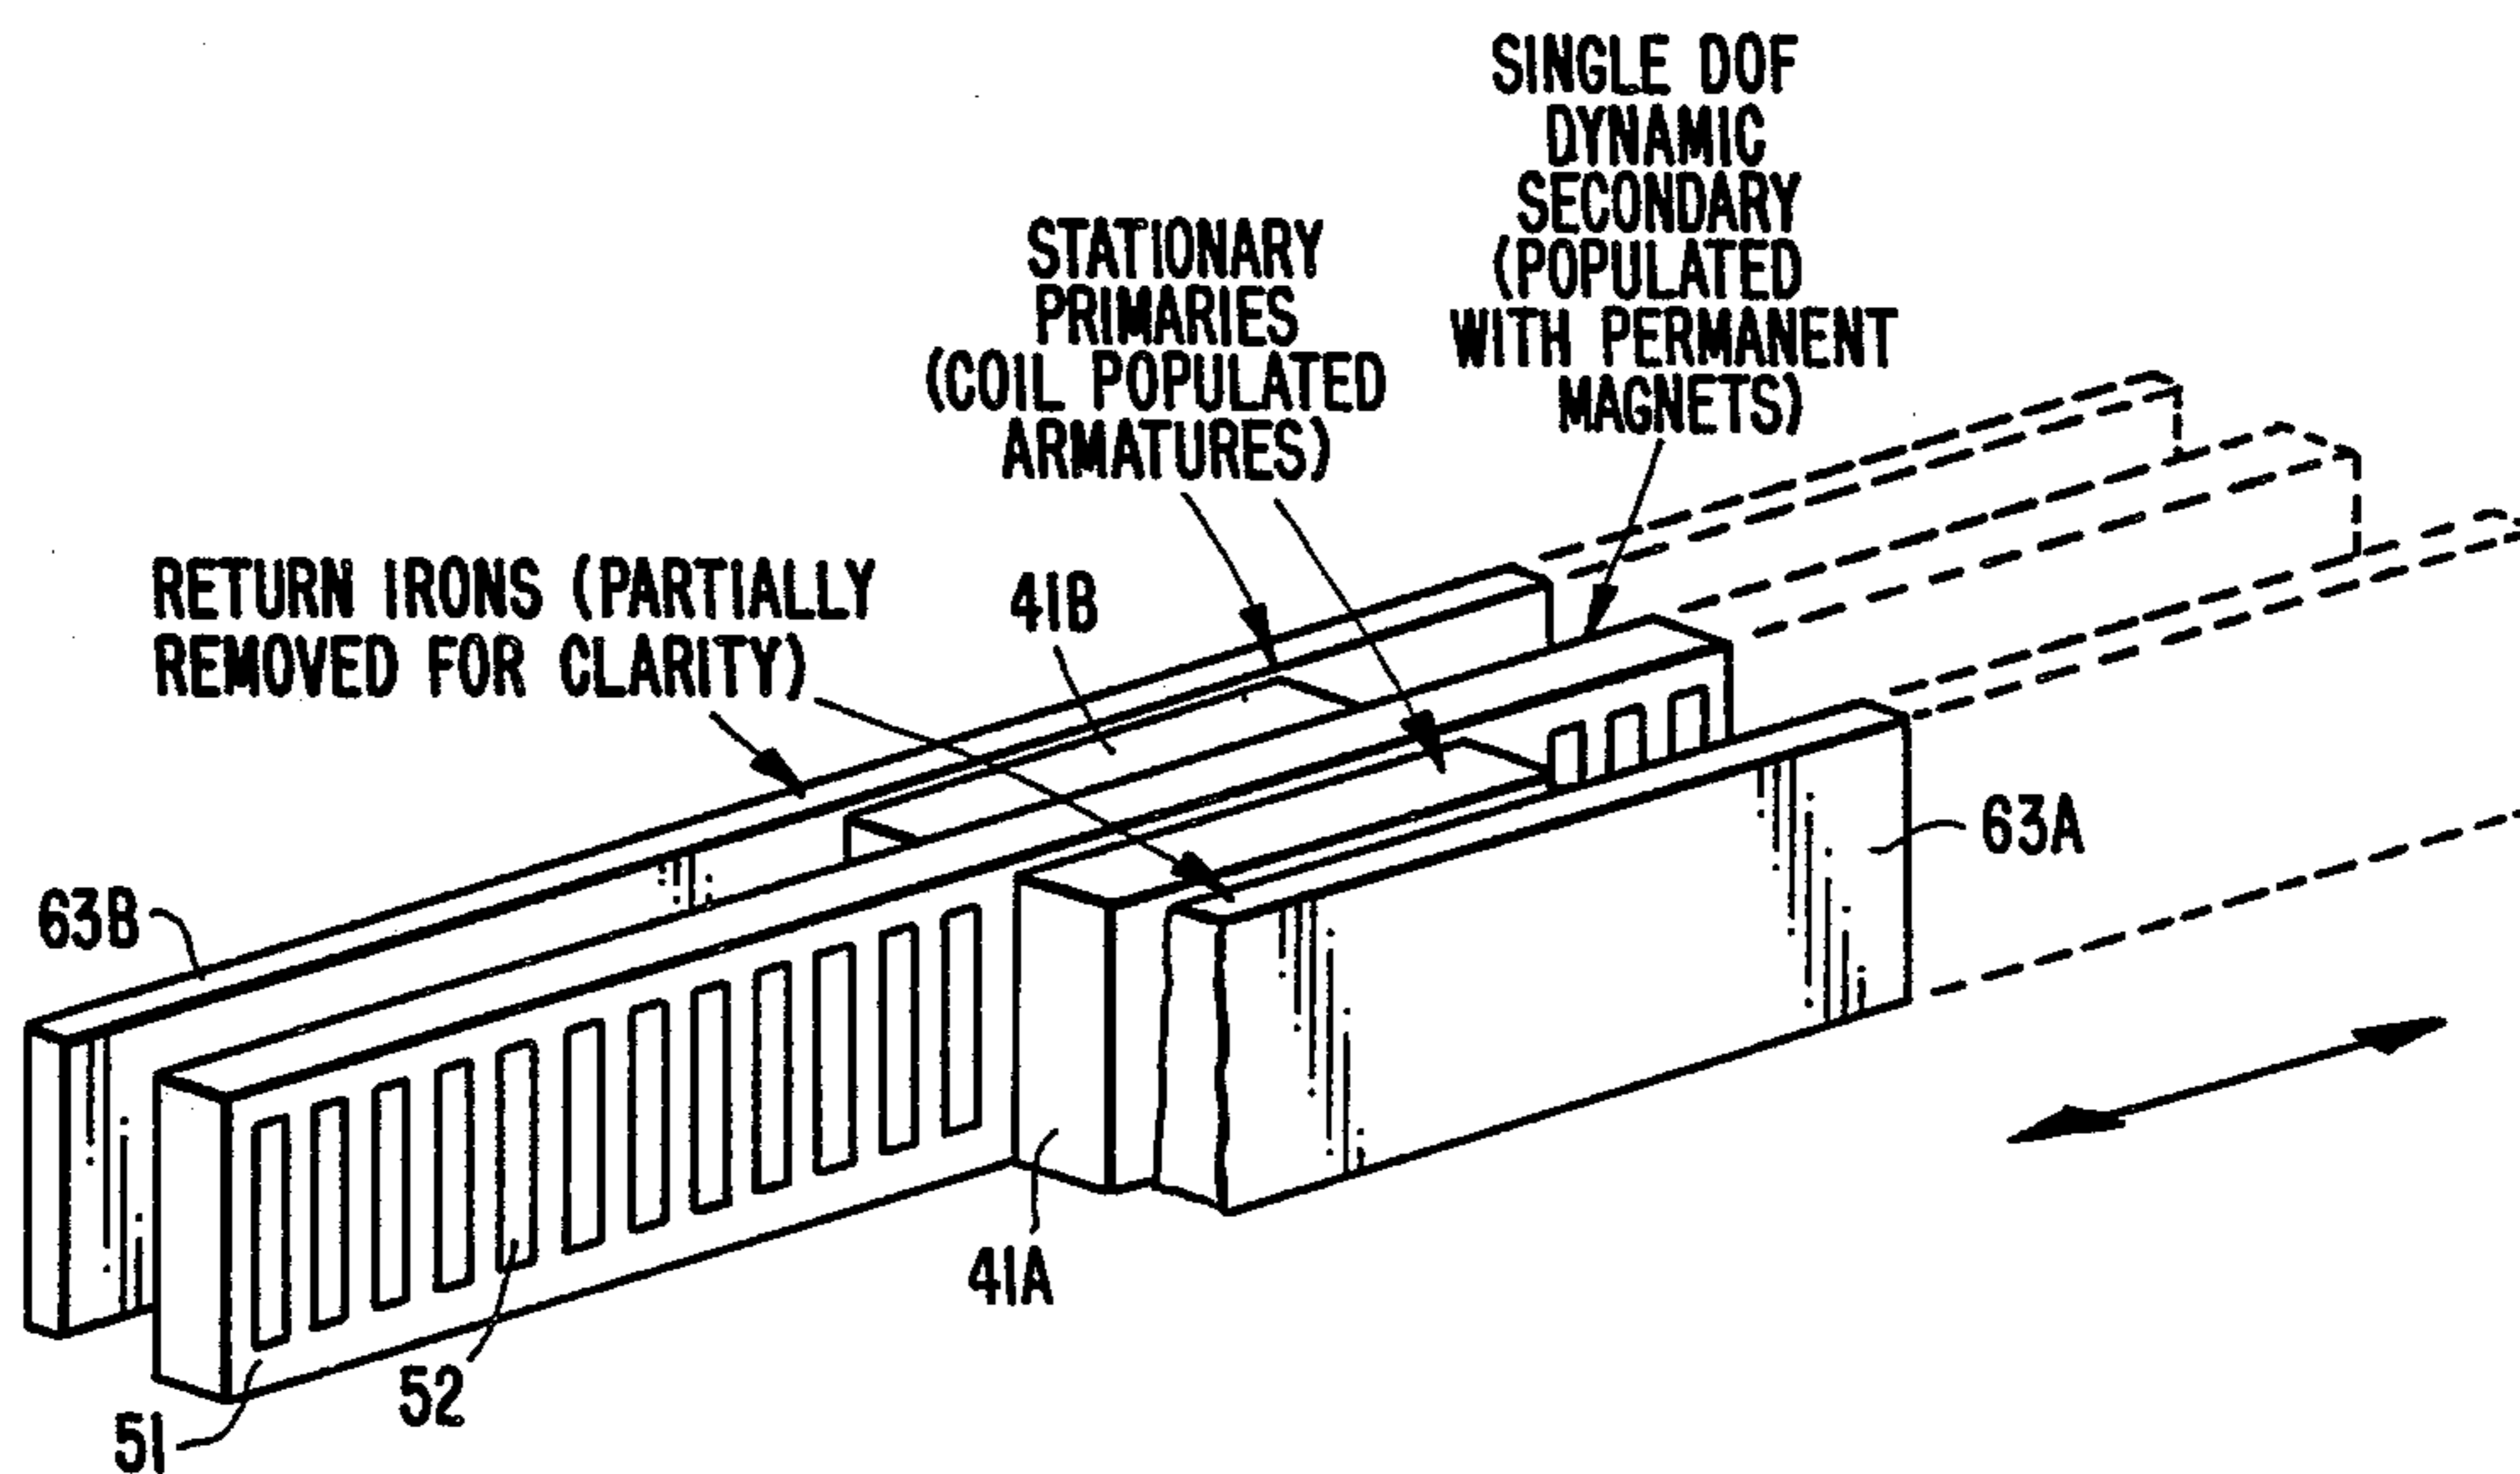 SINGLE DOF
DYNAMIC
SECONDARY
(POPULATED
WITH PERMANENT
MAGNETS)
STATIONARY
PRIMARIES
(COIL POPULATED
ARMATURES)
RETURN IRONS (PARTIALLY
REMOVED FOR CLARITY)
41B
63A
63B
41A
52
51